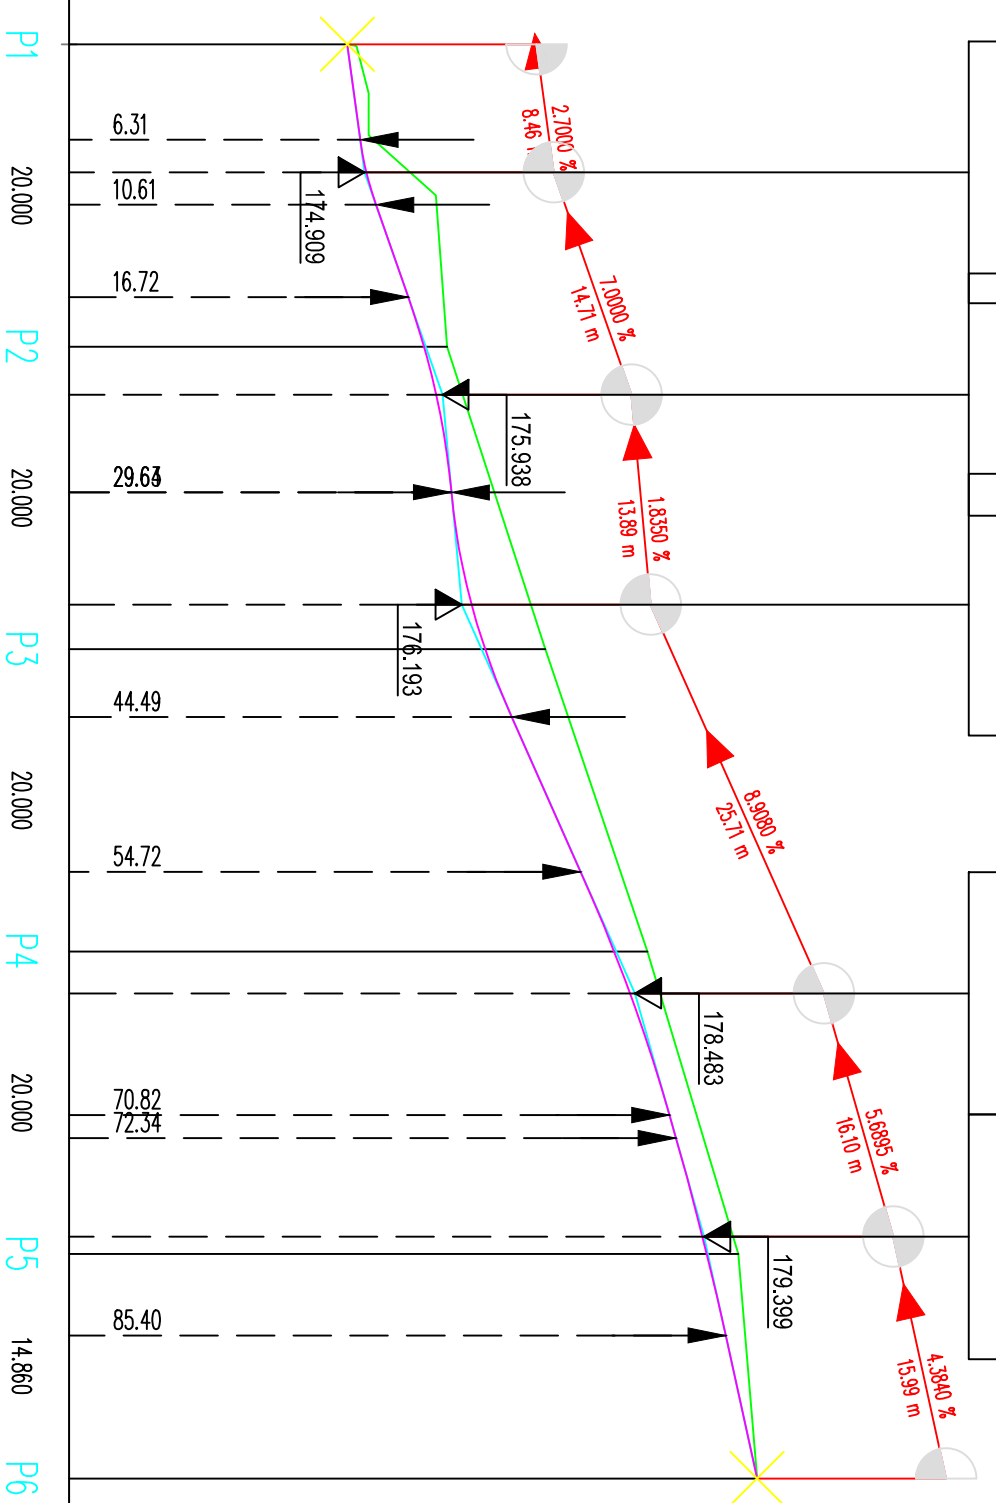 P1
20.000
P2
20.000
P3
20.000
P4
20.000
P5
14.860
P6
6.31
10.61
16.72
29.63
44.49
54.72
70.82
72.34
85.40
174.909
175.938
176.193
178.483
179.399
2.7000 %
8.46
7.0000 %
14.71 m
1.8350 %
13.89 m
8.9080 %
25.71 m
5.6895 %
16.10 m
4.3840 %
15.99 m